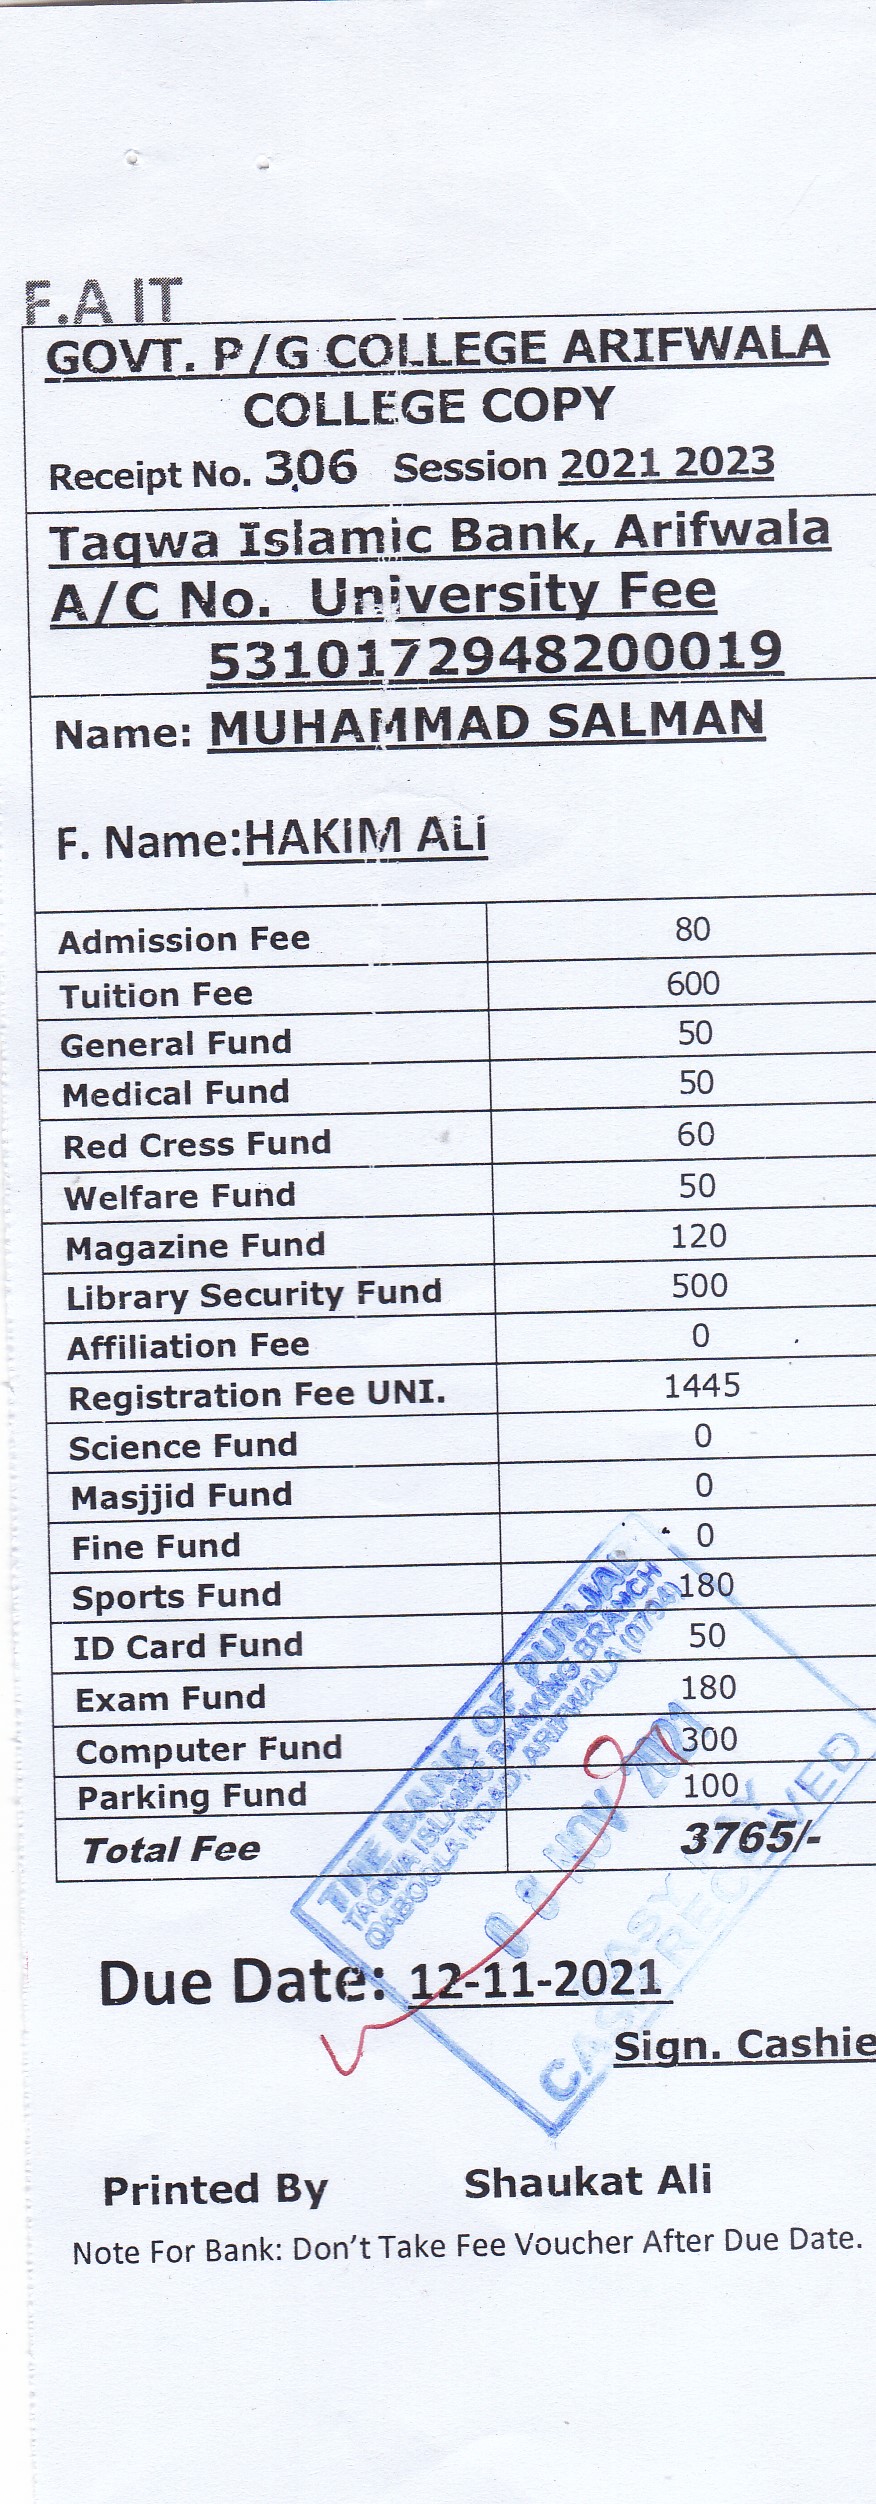 F.A IT
GOVT. P/G COLLEGE ARIFWALA
COLLEGE COPY
Receipt No. 306 Session 2021 2023
Taqwa Islamic Bank, Arifwala
A/C No. University Fee
5310172948200019
Name: MUHAMMAD SALMAN
F. Name:HAKIM ALi
Admission Fee 80
Tuition Fee 600
General Fund 50
Medical Fund 50
Red Cress Fund 60
Welfare Fund 50
Magazine Fund 120
Library Security Fund 500
Affiliation Fee 0
Registration Fee UNI. 1445
Science Fund 0
Masjjid Fund 0
Fine Fund 0
Sports Fund 180
ID Card Fund 50
Exam Fund 180
Computer Fund 300
Parking Fund 100
Total Fee 3765/-
THE BANK OF PUNJAB
TAQWA ISLAMIC BANKING BRANCH
QABOOLA ROAD, ARIFWALA (0794)
NOV 2021
RECEIVED
Due Date: 12-11-2021
Sign. Cashie
Printed By Shaukat Ali
Note For Bank: Don't Take Fee Voucher After Due Date.